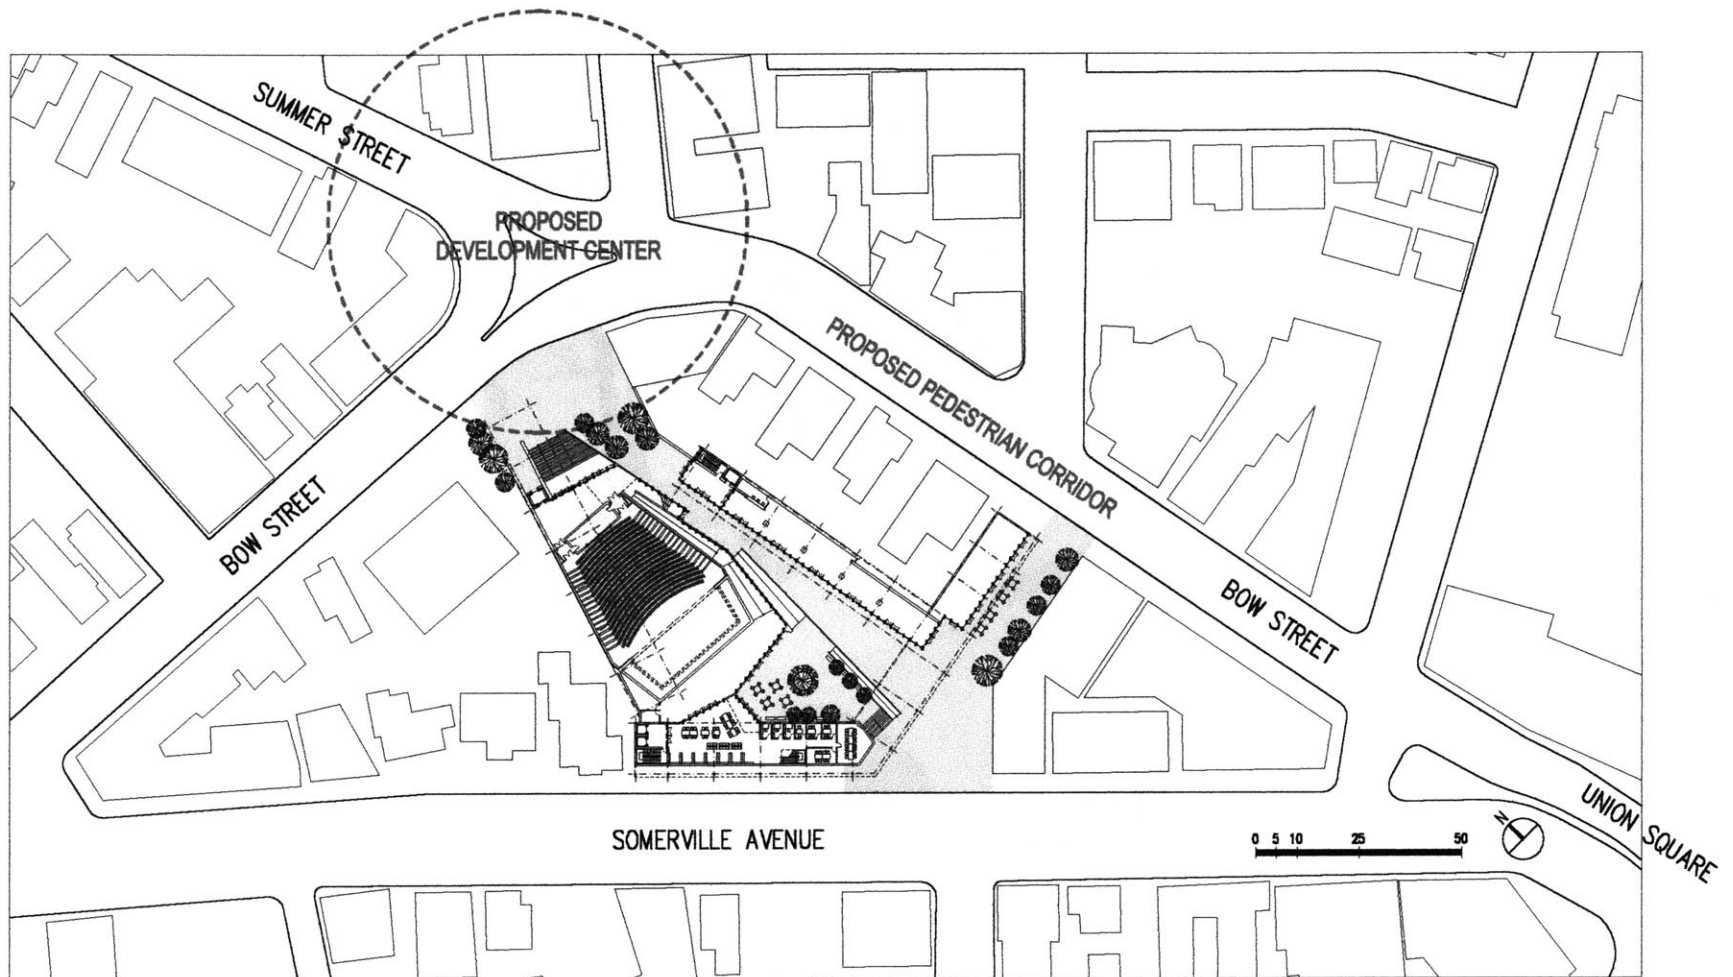 SUMMER STREET
PROPOSED
DEVELOPMENT CENTER
PROPOSED PEDESTRIAN CORRIDOR
BOW STREET
BOW STREET
SOMERVILLE AVENUE
0 5 10 25 50
N
UNION SQUARE